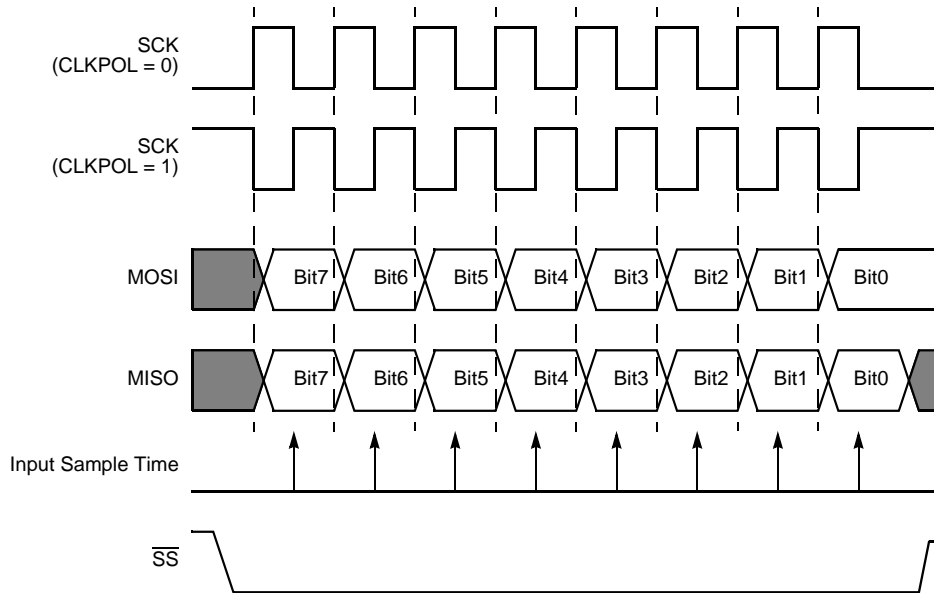 SCK
(CLKPOL = 0)
SCK
(CLKPOL = 1)
MOSI
Bit7 Bit6 Bit5 Bit4 Bit3 Bit2 Bit1 Bit0
MISO
Bit7 Bit6 Bit5 Bit4 Bit3 Bit2 Bit1 Bit0
Input Sample Time
SS